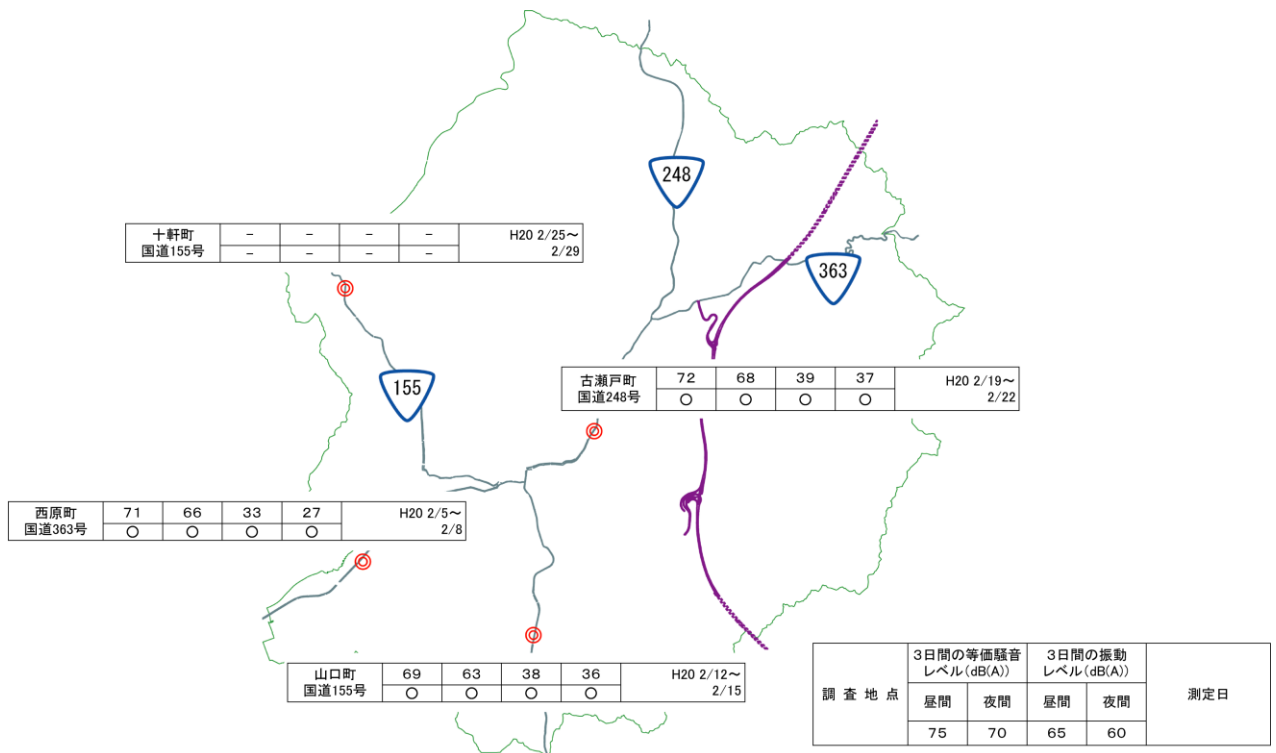 248
十軒町 － － － － H20 2/25～
国道155号 － － － － 2/29
363
155
古瀬戸町 72 68 39 37 H20 2/19～
国道248号 ○ ○ ○ ○ 2/22
西原町 71 66 33 27 H20 2/5～
国道363号 ○ ○ ○ ○ 2/8
山口町 69 63 38 36 H20 2/12～
国道155号 ○ ○ ○ ○ 2/15
調査地点
3日間の等価騒音
レベル(dB(A))
3日間の振動
レベル(dB(A))
測定日
昼間 夜間 昼間 夜間
75 70 65 60